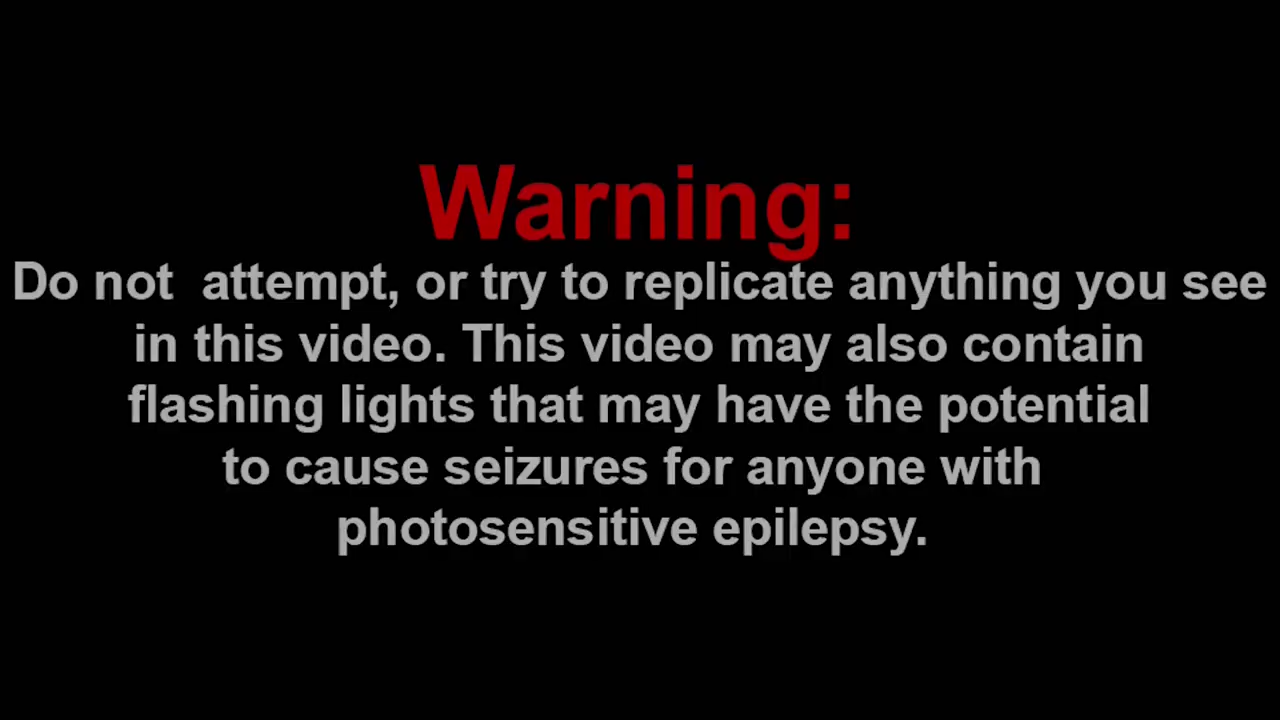 Warning:
Do not  attempt, or try to replicate anything you see
in this video. This video may also contain
flashing lights that may have the potential
to cause seizures for anyone with
photosensitive epilepsy.